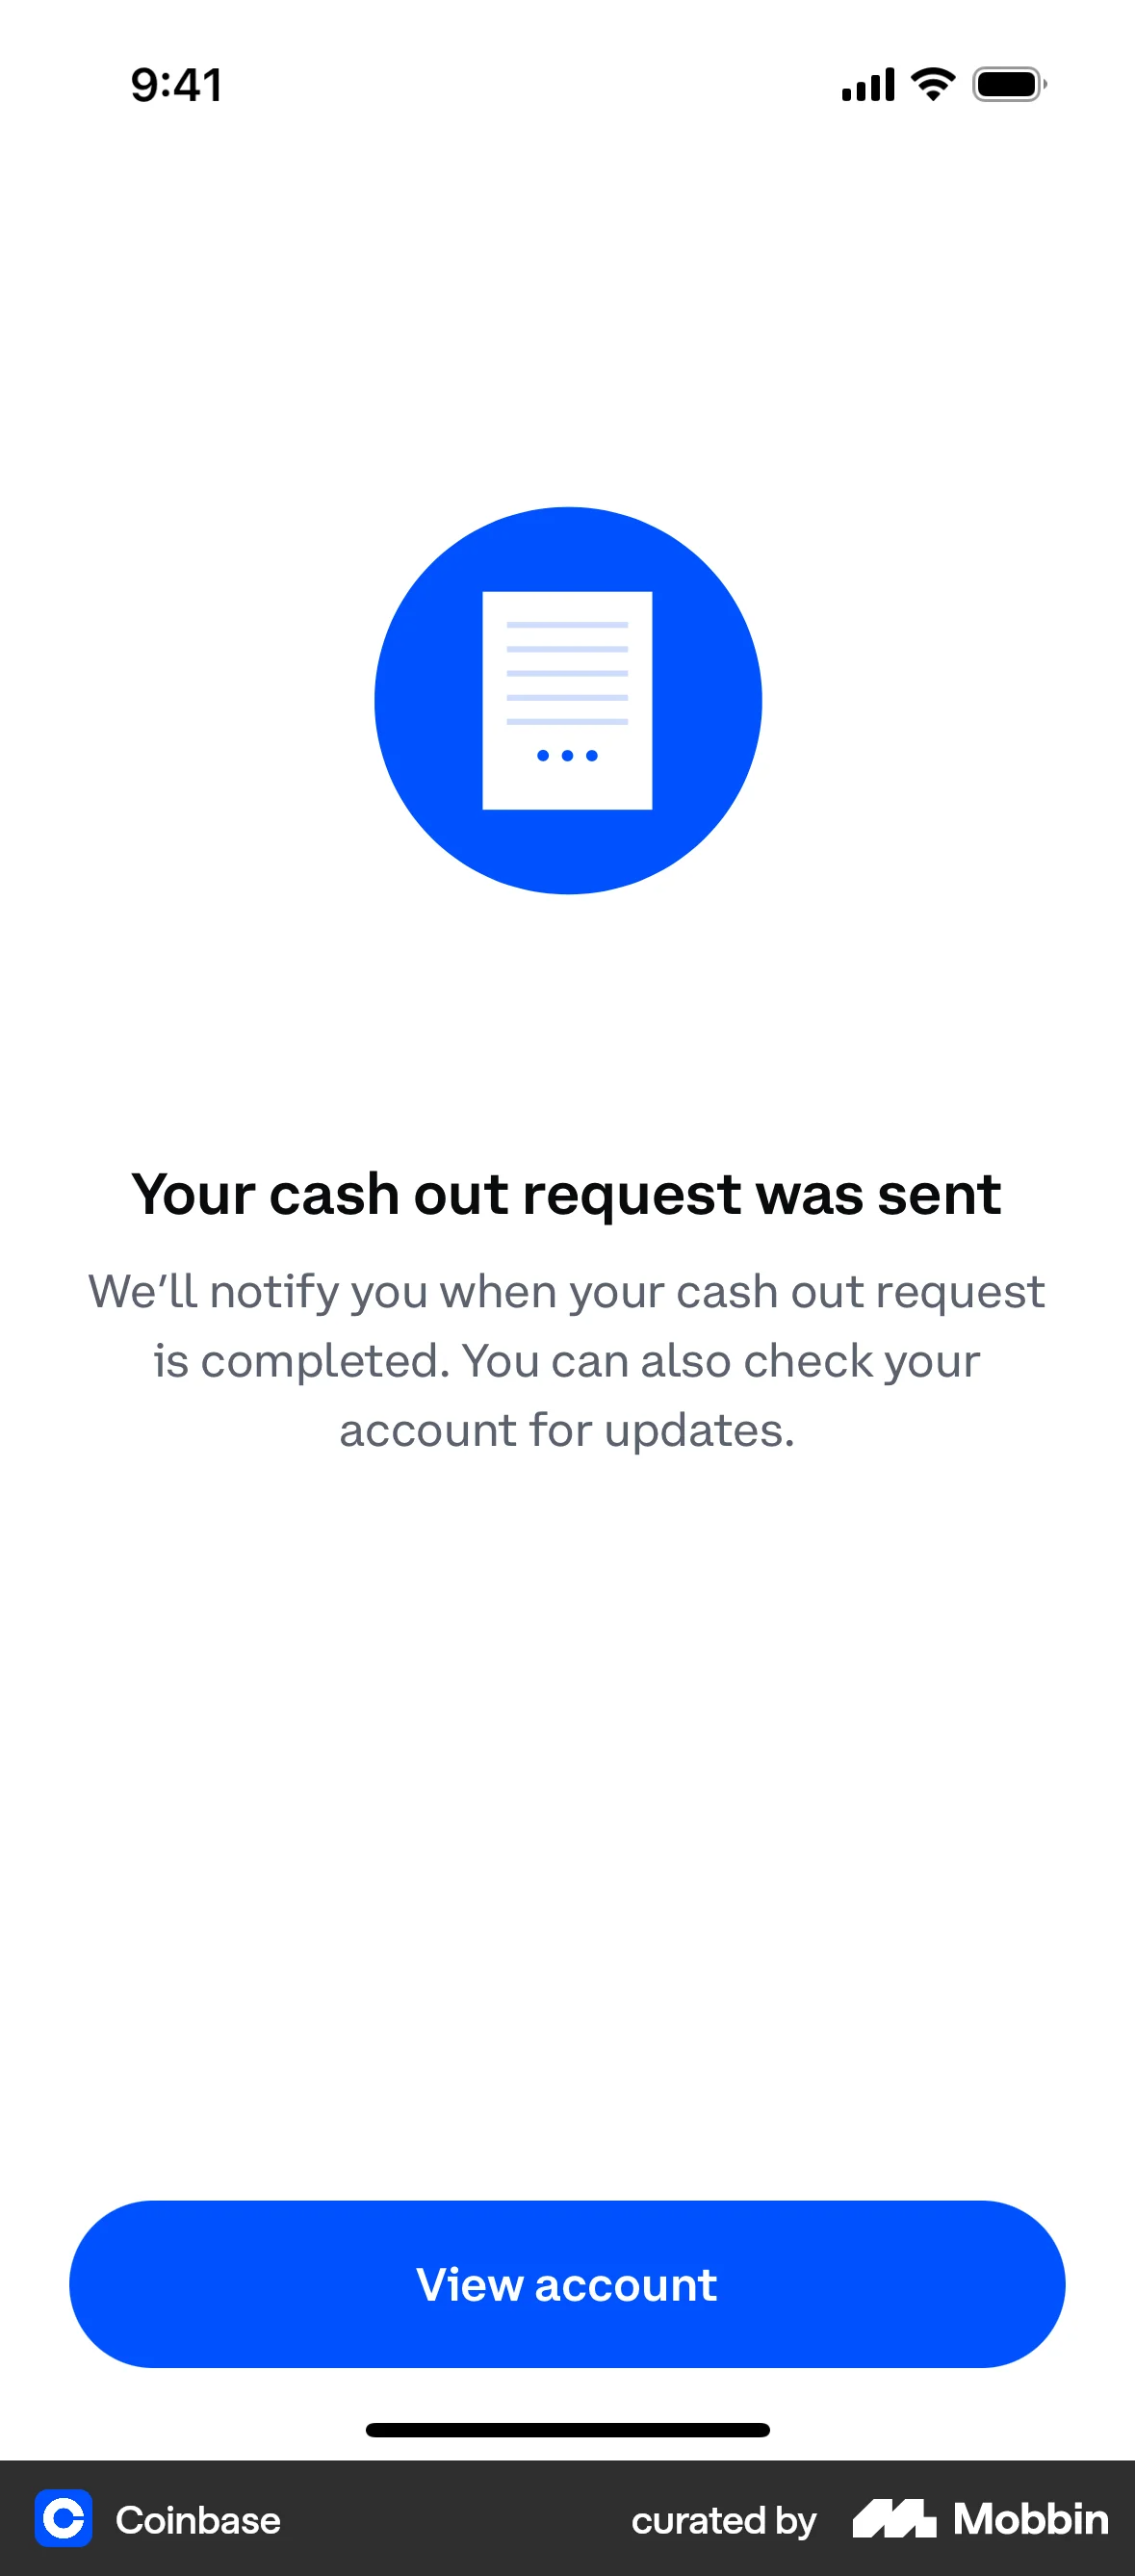 9:41
Your cash out request was sent
We’ll notify you when your cash out request
is completed. You can also check your
account for updates.
View account
Coinbase
curated by Mobbin